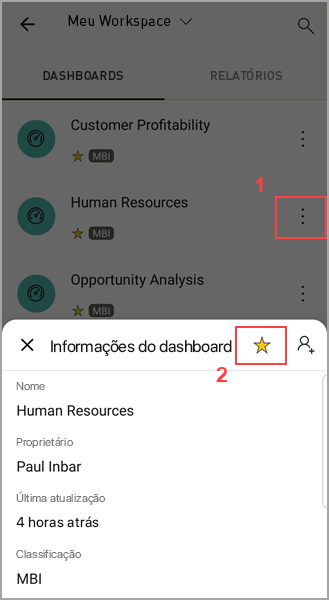 Meu Workspace
DASHBOARDS RELATÓRIOS
Customer Profitability
MBI
1
Human Resources
MBI
Opportunity Analysis
MBI
Informações do dashboard
2
Nome
Human Resources
Proprietário
Paul Inbar
Última atualização
4 horas atrás
Classificação
MBI